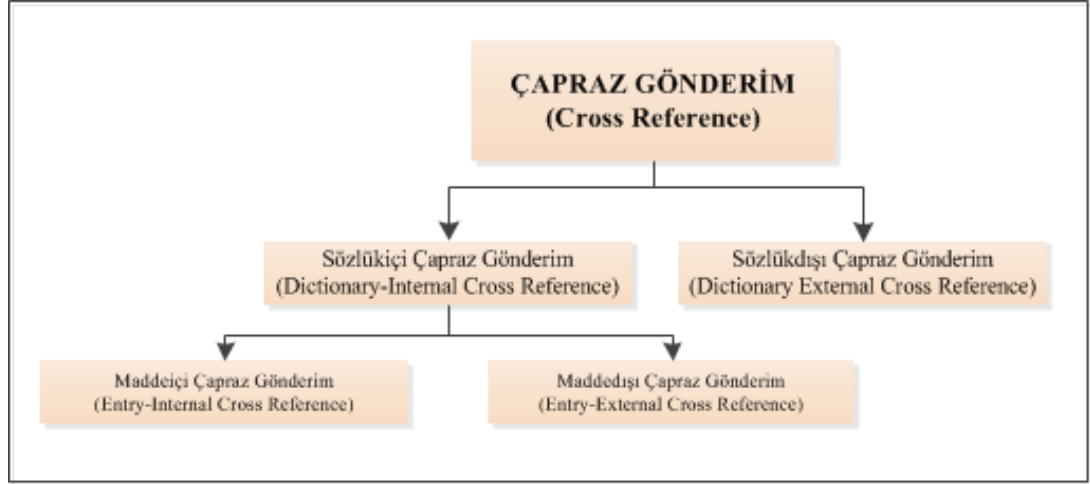 ÇAPRAZ GÖNDERİM
(Cross Reference)
Sözlükiçi Çapraz Gönderim
(Dictionary-Internal Cross Reference)
Sözlükdışı Çapraz Gönderim
(Dictionary External Cross Reference)
Maddeiçi Çapraz Gönderim
(Entry-Internal Cross Reference)
Maddedışı Çapraz Gönderim
(Entry-External Cross Reference)